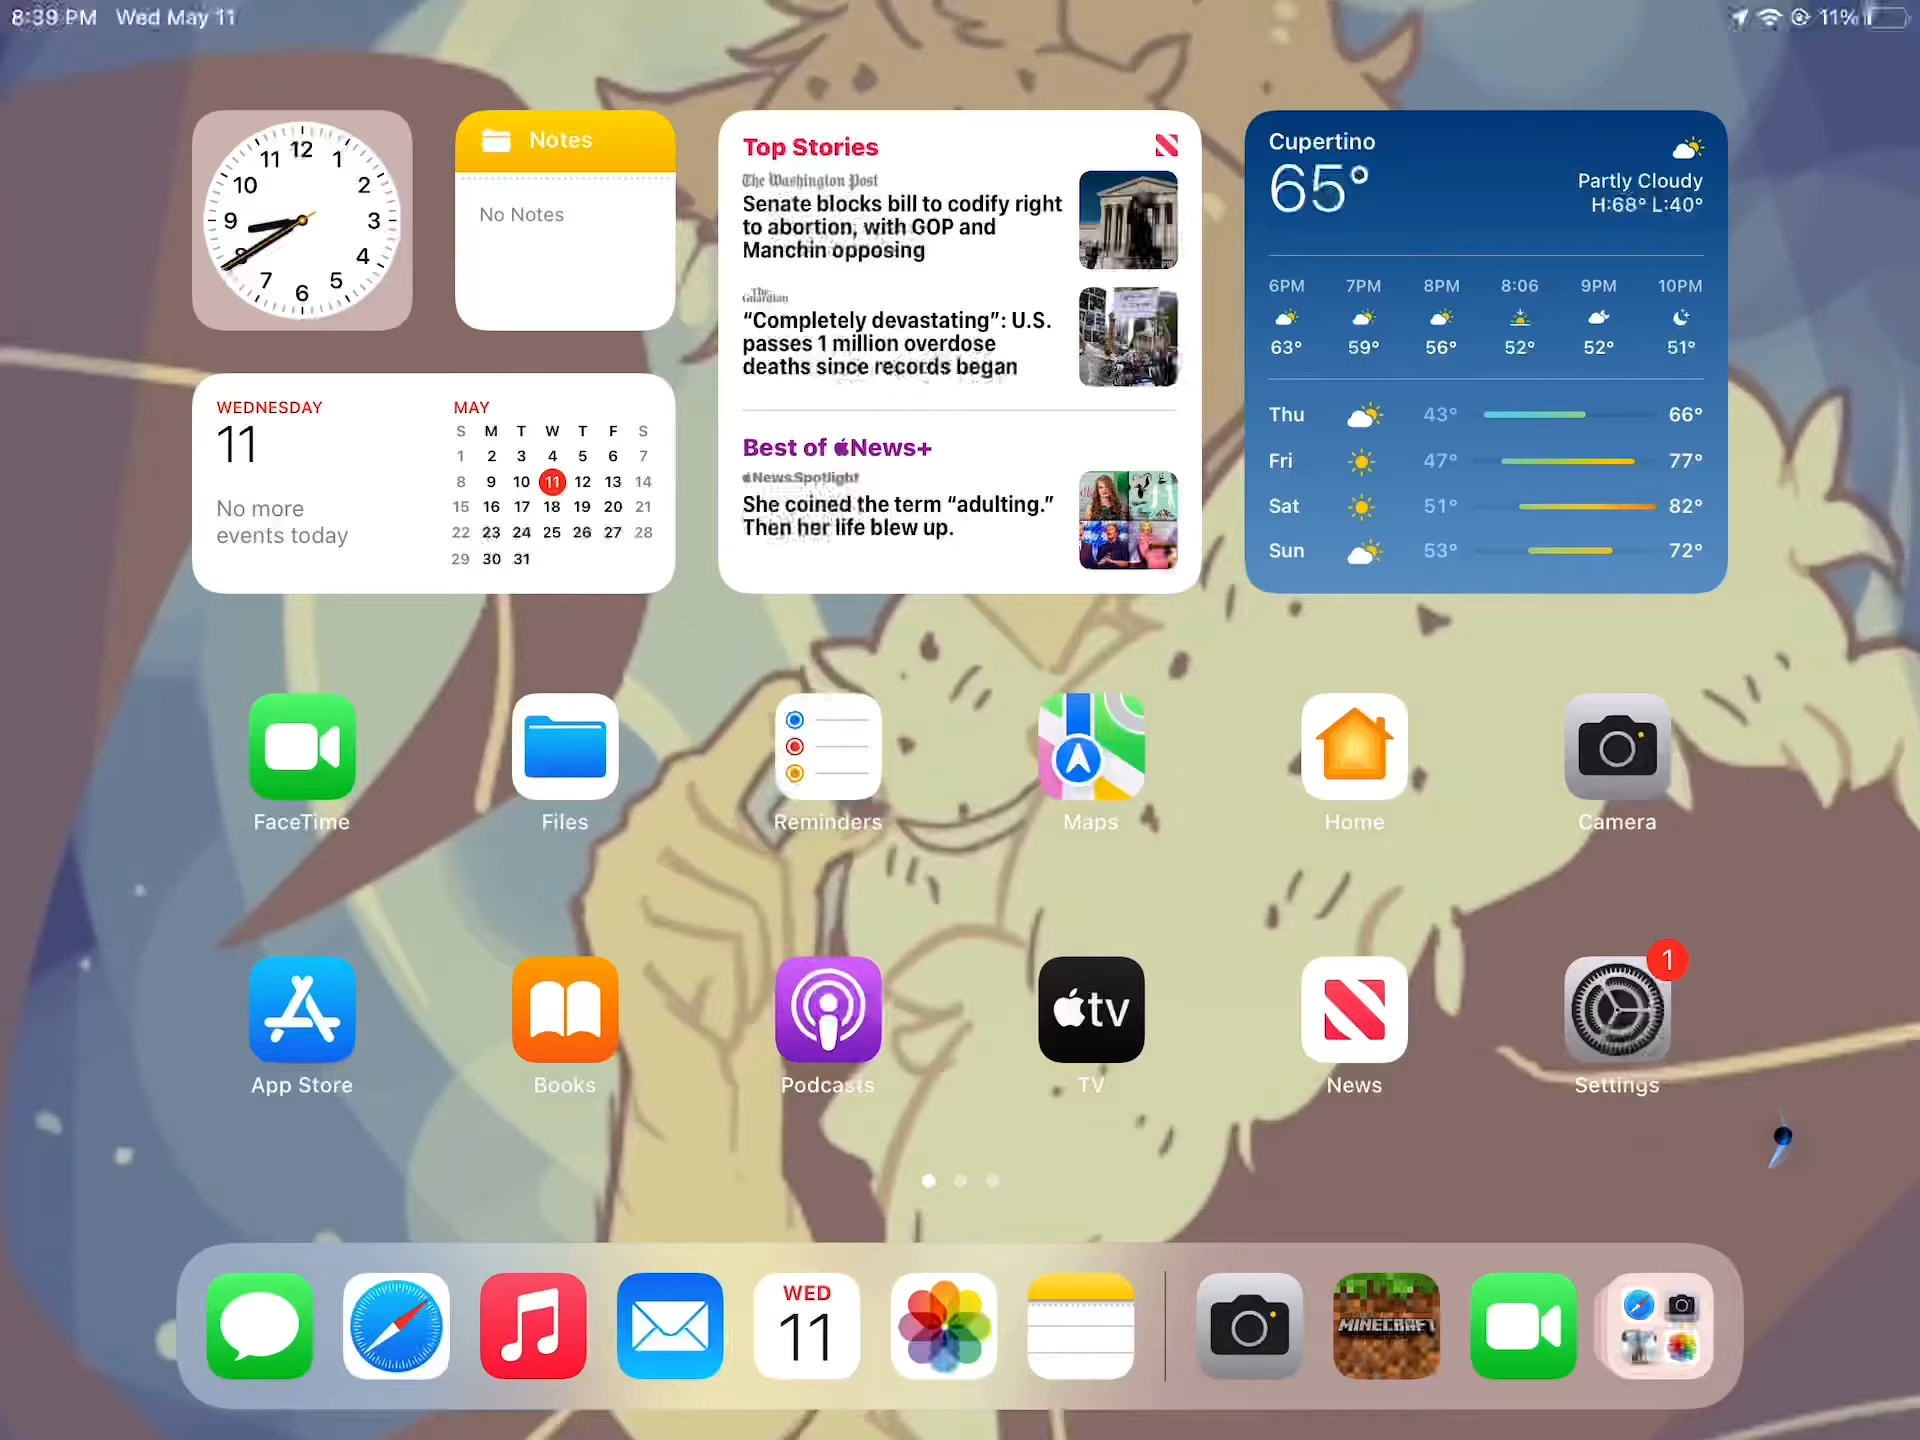 8:39 PM Wed May 11
11%
12
11 1
10 2
9 3
8 4
7 5
6
Notes
No Notes
Top Stories
The Washington Post
Senate blocks bill to codify right
to abortion, with GOP and
Manchin opposing
The
Guardian
“Completely devastating”: U.S.
passes 1 million overdose
deaths since records began
Best of News+
News Spotlight
She coined the term “adulting.”
Then her life blew up.
Cupertino
65°
Partly Cloudy
H:68° L:40°
6PM 7PM 8PM 8:06 9PM 10PM
63° 59° 56° 52° 52° 51°
Thu 43° 66°
Fri 47° 77°
Sat 51° 82°
Sun 53° 72°
WEDNESDAY
11
No more
events today
MAY
S M T W T F S
1 2 3 4 5 6 7
8 9 10 11 12 13 14
15 16 17 18 19 20 21
22 23 24 25 26 27 28
29 30 31
FaceTime Files Reminders Maps Home Camera
tv
1
App Store Books Podcasts TV News Settings
WED
11
MINECRAFT